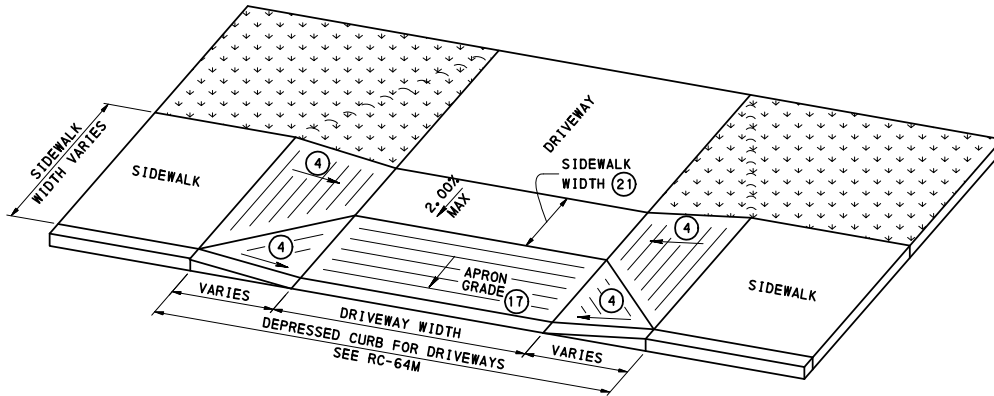 DRIVEWAY
SIDEWALK
WIDTH VARIES
SIDEWALK
4
2.00%
MAX
SIDEWALK
WIDTH 21
4
4
APRON
GRADE 17
4
SIDEWALK
VARIES
DRIVEWAY WIDTH
VARIES
DEPRESSED CURB FOR DRIVEWAYS
SEE RC-64M